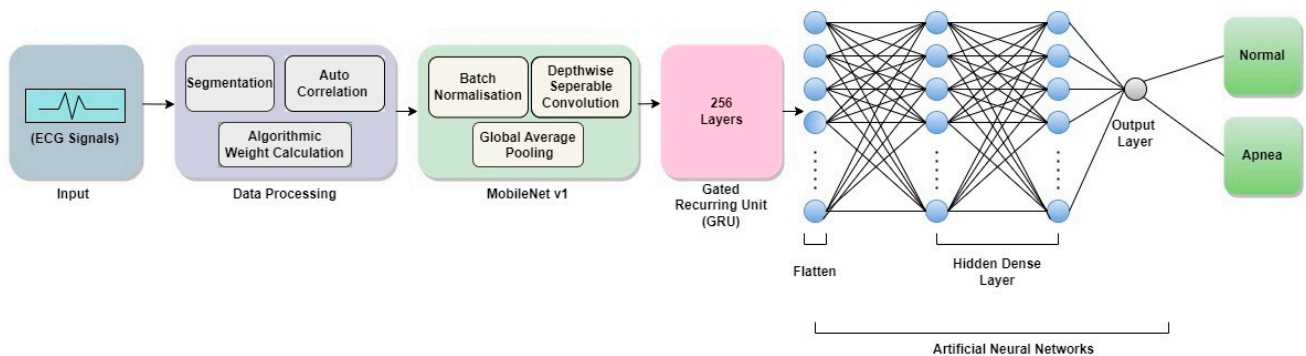 (ECG Signals)
Input
Segmentation
Auto
Correlation
Algorithmic
Weight Calculation
Data Processing
Batch
Normalisation
Depthwise
Seperable
Convolution
Global Average
Pooling
MobileNet v1
256
Layers
Gated
Recurring Unit
(GRU)
Flatten
Hidden Dense
Layer
Output
Layer
Normal
Apnea
Artificial Neural Networks